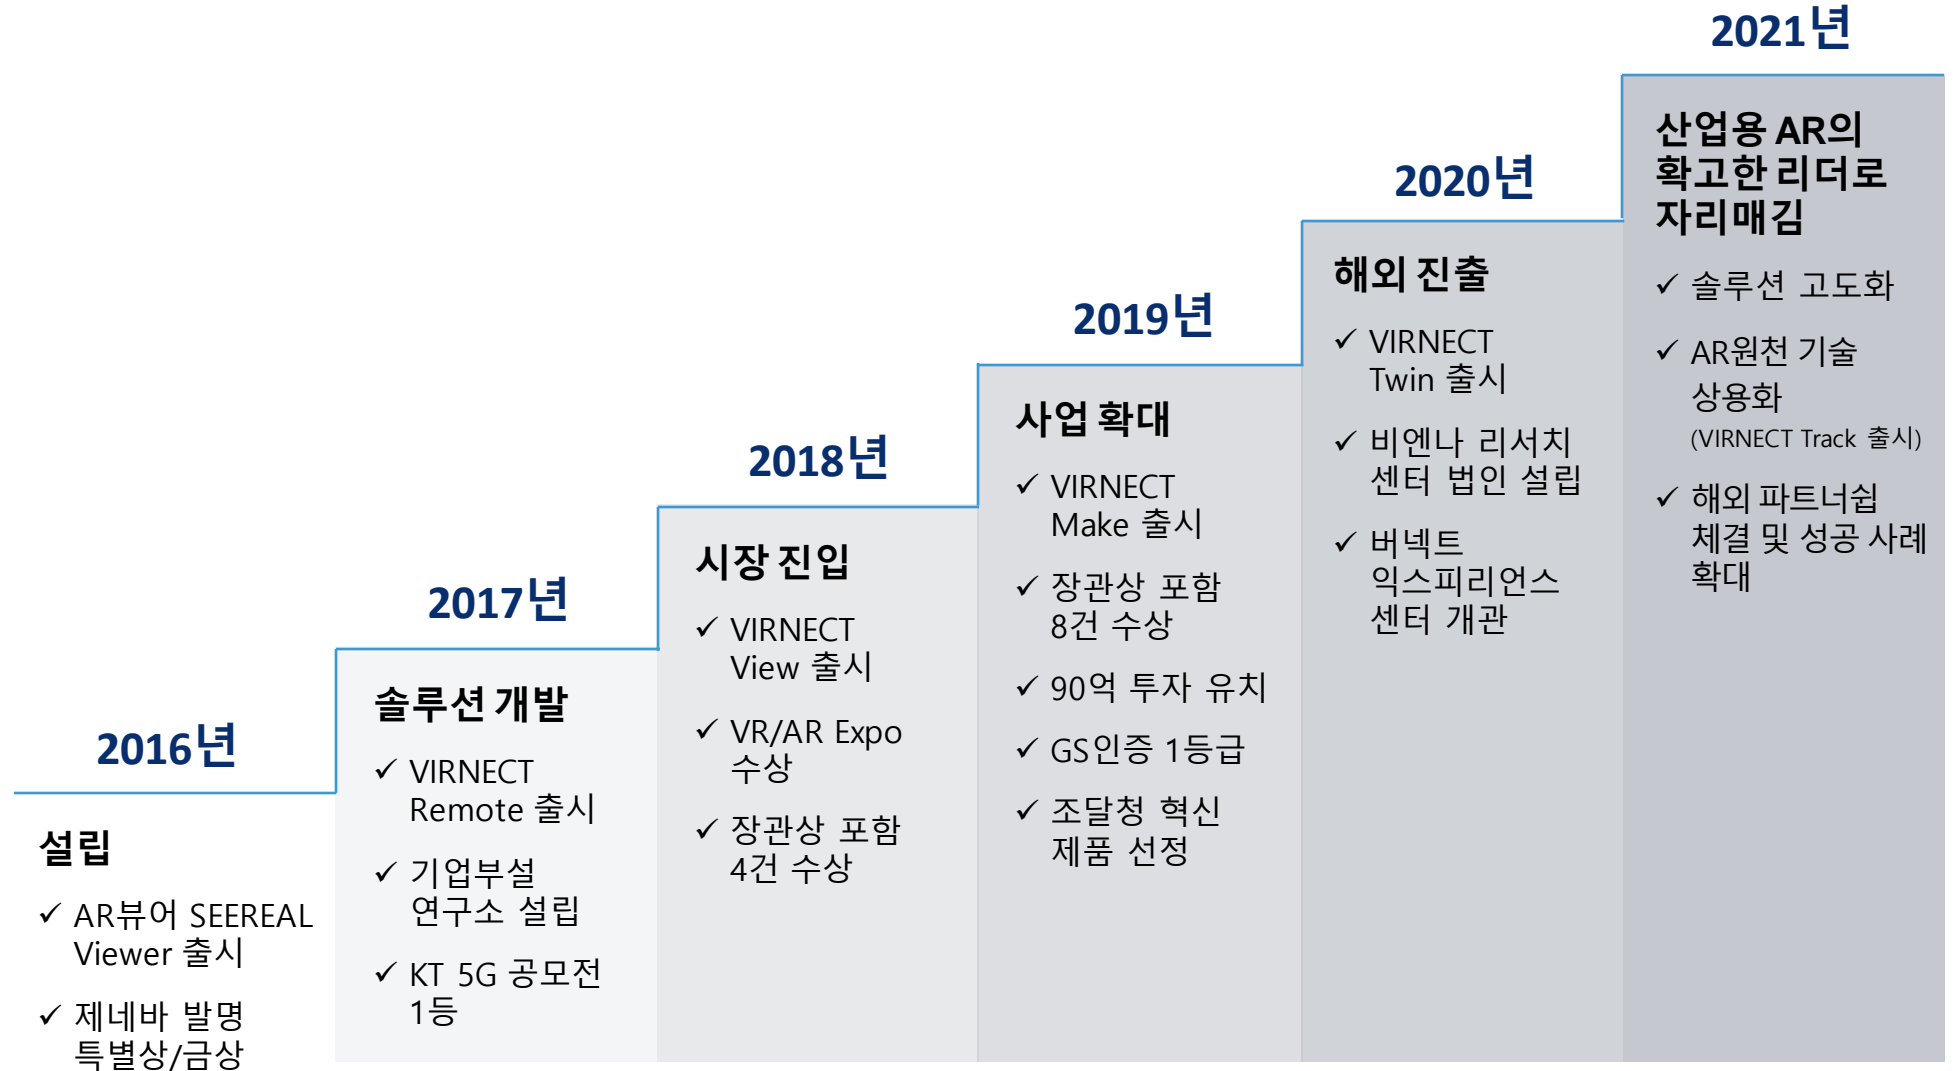 2016년
설립
AR뷰어 SEEREAL
Viewer 출시
제네바 발명
특별상/금상
2017년
솔루션 개발
VIRNECT
Remote 출시
기업부설
연구소 설립
KT 5G 공모전
1등
2018년
시장 진입
VIRNECT
View 출시
VR/AR Expo
수상
장관상 포함
4건 수상
2019년
사업 확대
VIRNECT
Make 출시
장관상 포함
8건 수상
90억 투자 유치
GS인증 1등급
조달청 혁신
제품 선정
2020년
해외 진출
VIRNECT
Twin 출시
비엔나 리서치
센터 법인 설립
버넥트
익스피리언스
센터 개관
2021년
산업용 AR의
확고한 리더로
자리매김
솔루션 고도화
AR원천 기술
상용화
(VIRNECT Track 출시)
해외 파트너쉽
체결 및 성공 사례
확대